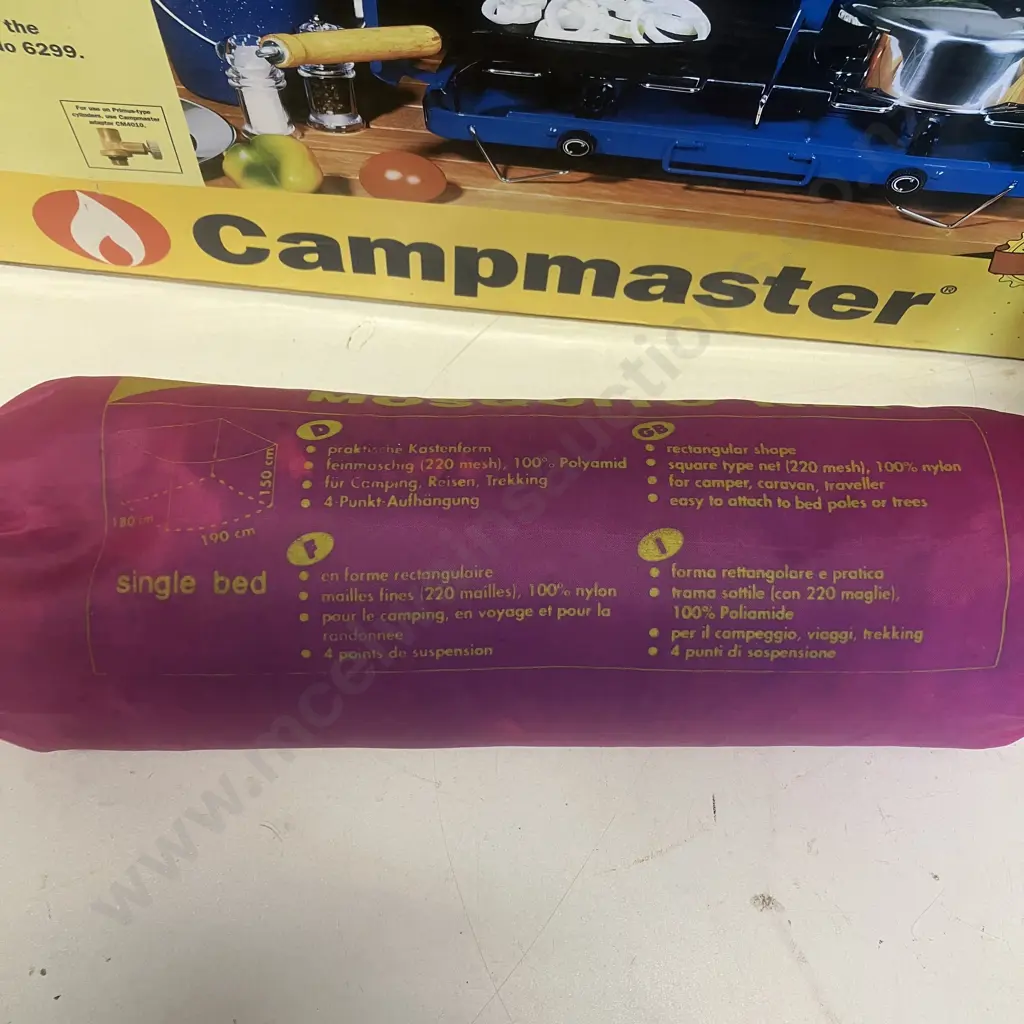 the
No 6299.
For use on Primus-type
cylinders, use Campmaster
adaptor CM4010.
Campmaster®
D
praktische Kastenform
feinmaschig (220 mesh), 100% Polyamid
für Camping, Reisen, Trekking
4-Punkt-Aufhängung
GB
rectangular shape
square type net (220 mesh), 100% nylon
for camper, caravan, traveller
easy to attach to bed poles or trees
150 cm
180 cm
190 cm
single bed
F
en forme rectangulaire
mailles fines (220 mailles), 100% nylon
pour le camping, en voyage et pour la
randonnée
4 points de suspension
I
forma rettangolare e pratica
trama sottile (con 220 maglie),
100% Poliamide
per il campeggio, viaggi, trekking
4 punti di sospensione